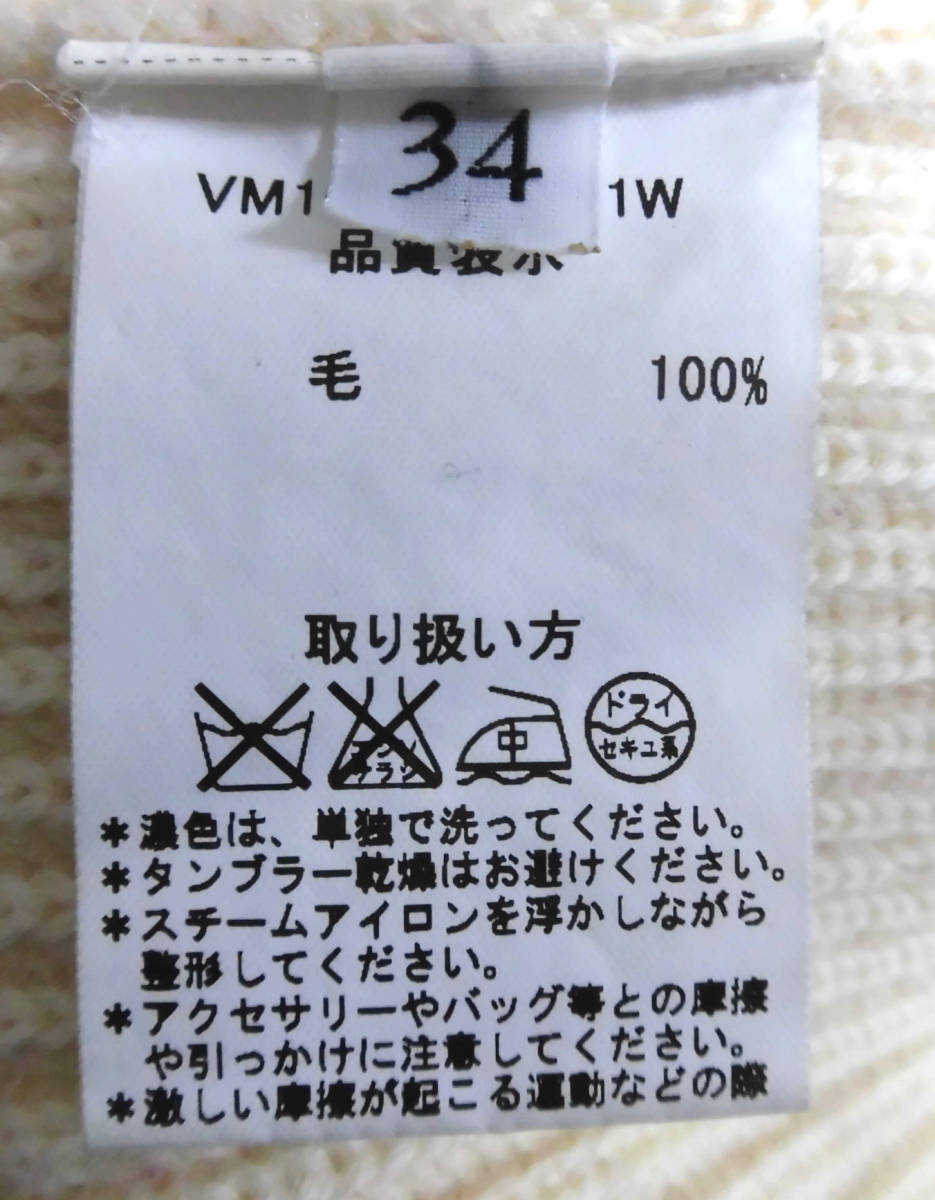 34
VM1 1W
品質表示
毛 100%
取り扱い方
エンソ
サラシ
中
ドライ
セキユ系
*濃色は、単独で洗ってください。
*タンブラー乾燥はお避けください。
*スチームアイロンを浮かしながら
整形してください。
*アクセサリーやバッグ等との摩擦
や引っかけに注意してください。
*激しい摩擦が起こる運動などの際